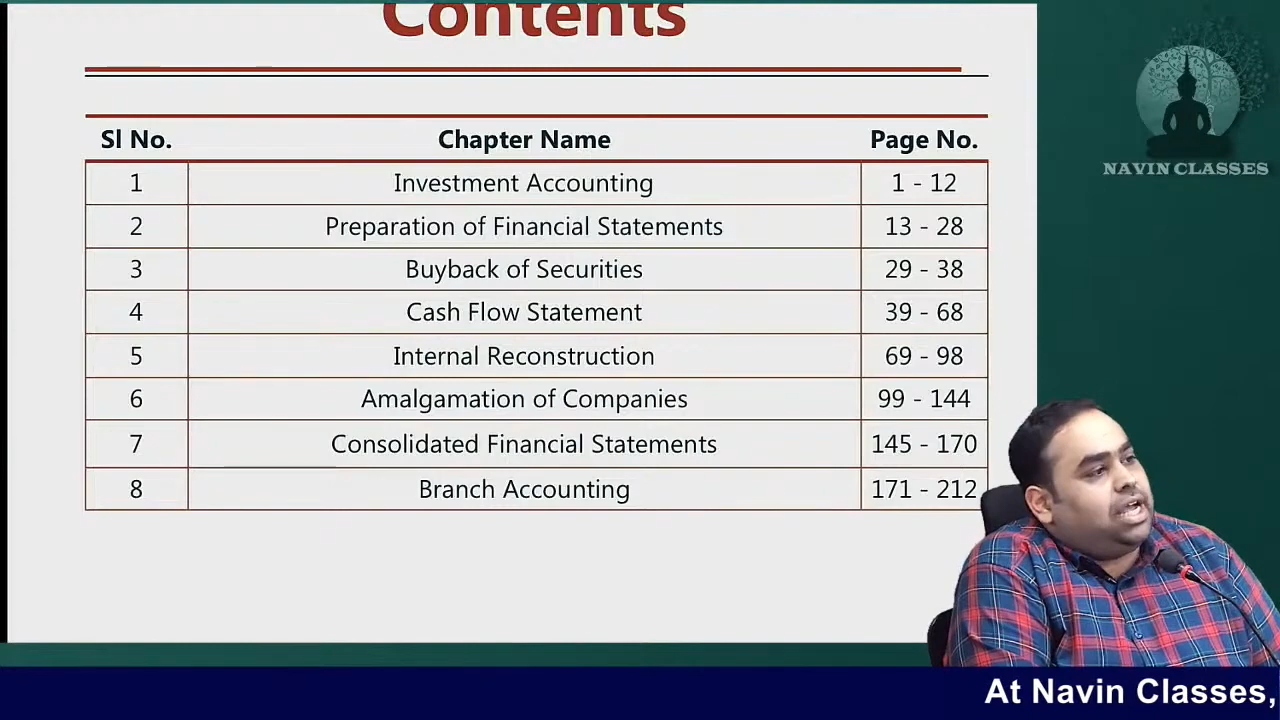 Contents
Sl No. Chapter Name Page No.
1 Investment Accounting 1 - 12
2 Preparation of Financial Statements 13 - 28
3 Buyback of Securities 29 - 38
4 Cash Flow Statement 39 - 68
5 Internal Reconstruction 69 - 98
6 Amalgamation of Companies 99 - 144
7 Consolidated Financial Statements 145 - 170
8 Branch Accounting 171 - 212
NAVIN CLASSES
At Navin Classes,